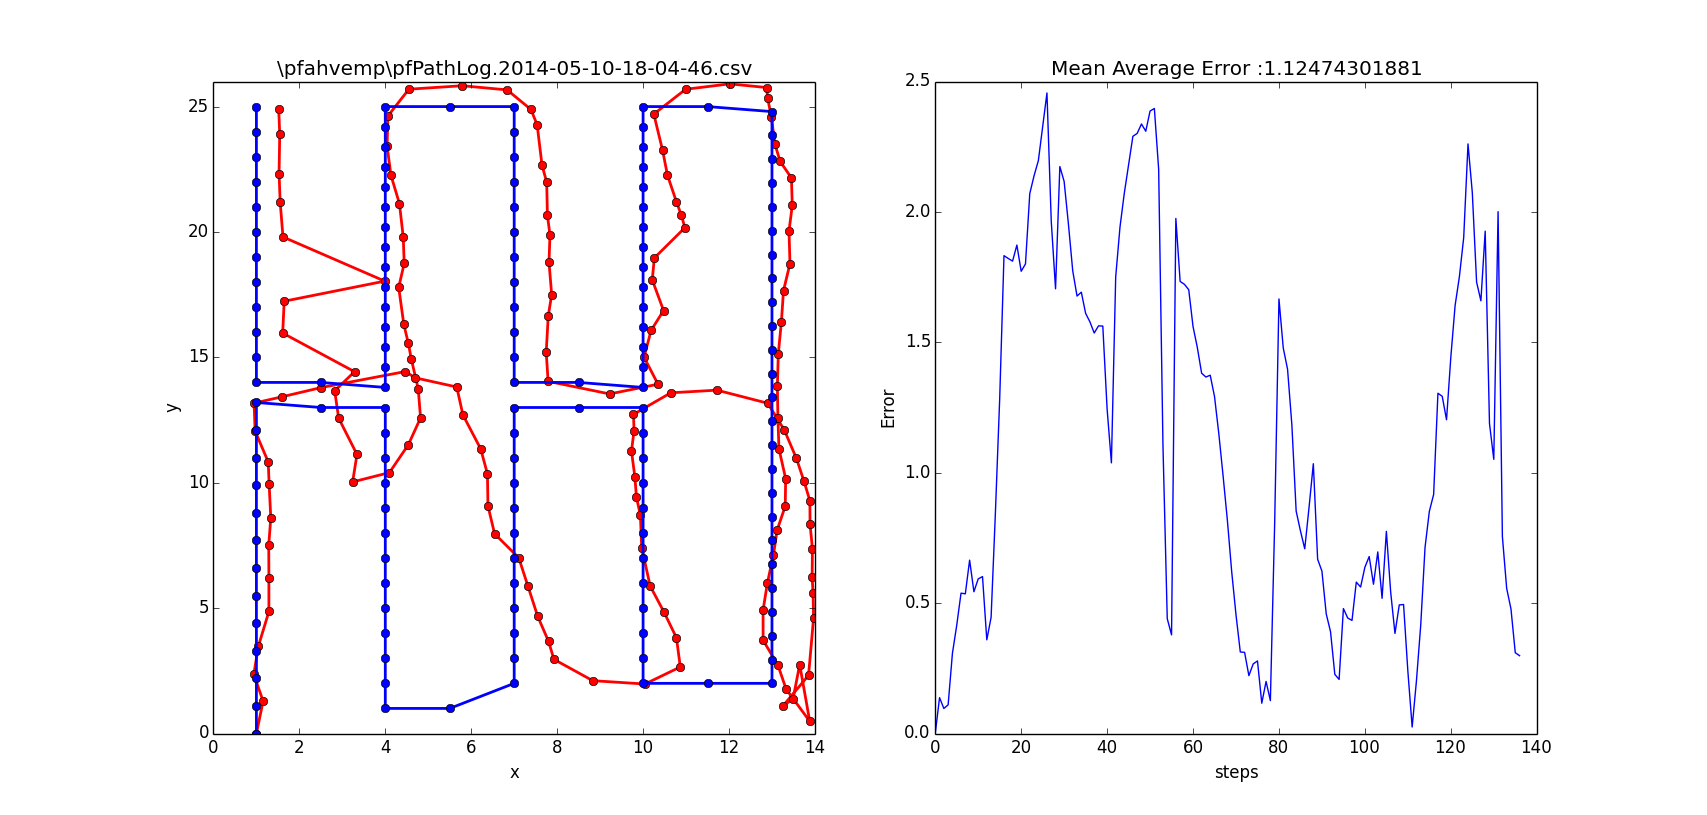 \pfahvemp\pfPathLog.2014-05-10-18-04-46.csv
25
20
15
10
5
0
y
0 2 4 6 8 10 12 14
x
Mean Average Error :1.12474301881
2.5
2.0
1.5
1.0
0.5
0.0
Error
0 20 40 60 80 100 120 140
steps